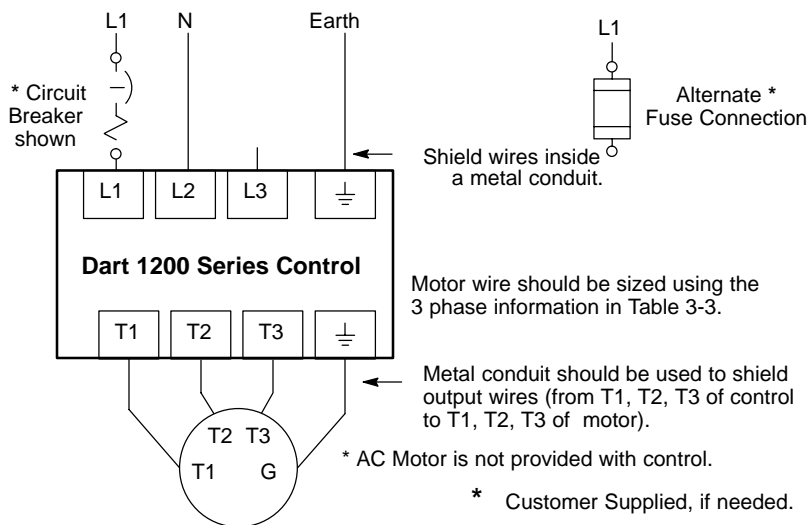 L1 N Earth
L1
* Circuit
Breaker
shown
Alternate *
Fuse Connection
Shield wires inside
a metal conduit.
L1 L2 L3
Dart 1200 Series Control
Motor wire should be sized using the
3 phase information in Table 3-3.
T1 T2 T3
Metal conduit should be used to shield
output wires (from T1, T2, T3 of control
to T1, T2, T3 of motor).
T2 T3
T1 G
* AC Motor is not provided with control.
* Customer Supplied, if needed.